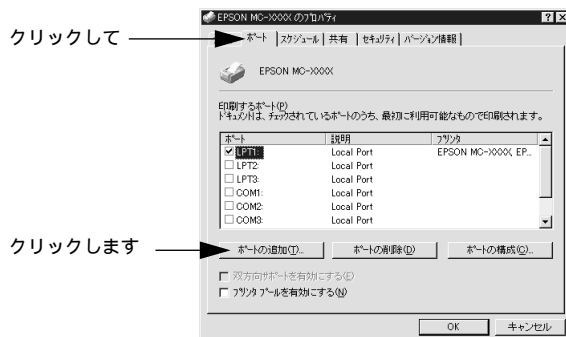 EPSON MC-XXXX のﾌﾟﾛﾊﾟﾃｨ
クリックして
ﾎﾟｰﾄ ｽｹｼﾞｭｰﾙ 共有 ｾｷｭﾘﾃｨ ﾊﾞｰｼﾞｮﾝ情報
EPSON MC-XXXX
印刷するﾎﾟｰﾄ(P)
ﾄﾞｷｭﾒﾝﾄは、ﾁｪｯｸされているﾎﾟｰﾄのうち、最初に利用可能なもので印刷されます。
ﾎﾟｰﾄ 説明 ﾌﾟﾘﾝﾀ
LPT1: Local Port EPSON MC-XXXX, EP...
LPT2: Local Port
LPT3: Local Port
COM1: Local Port
COM2: Local Port
COM3: Local Port
クリックします
ﾎﾟｰﾄの追加(T)... ﾎﾟｰﾄの削除(D) ﾎﾟｰﾄの構成(C)...
双方向ｻﾎﾟｰﾄを有効にする(E)
ﾌﾟﾘﾝﾀ ﾌﾟｰﾙを有効にする(N)
OK キャンセル